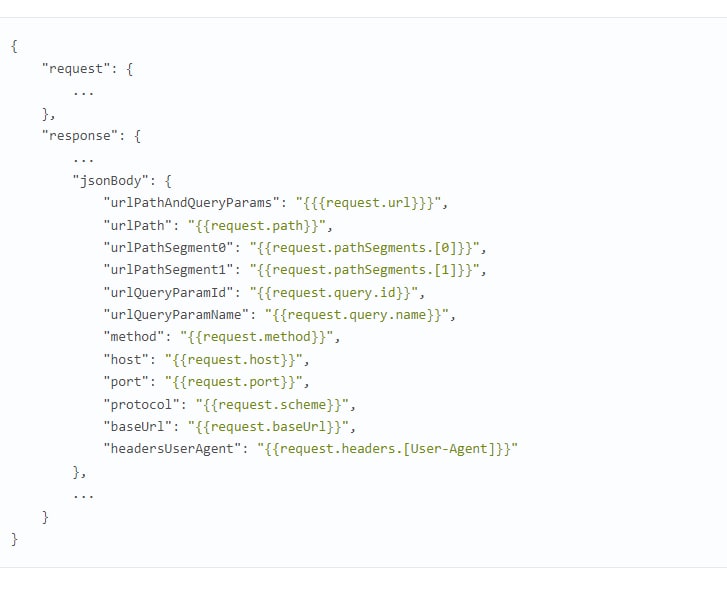 {
    "request": {
        ...
    },
    "response": {
        ...
        "jsonBody": {
            "urlPathAndQueryParams": "{{{request.url}}}",
            "urlPath": "{{request.path}}",
            "urlPathSegment0": "{{request.pathSegments.[0]}}",
            "urlPathSegment1": "{{request.pathSegments.[1]}}",
            "urlQueryParamId": "{{request.query.id}}",
            "urlQueryParamName": "{{request.query.name}}",
            "method": "{{request.method}}",
            "host": "{{request.host}}",
            "port": "{{request.port}}",
            "protocol": "{{request.scheme}}",
            "baseUrl": "{{request.baseUrl}}",
            "headersUserAgent": "{{request.headers.[User-Agent]}}"
        },
        ...
    }
}